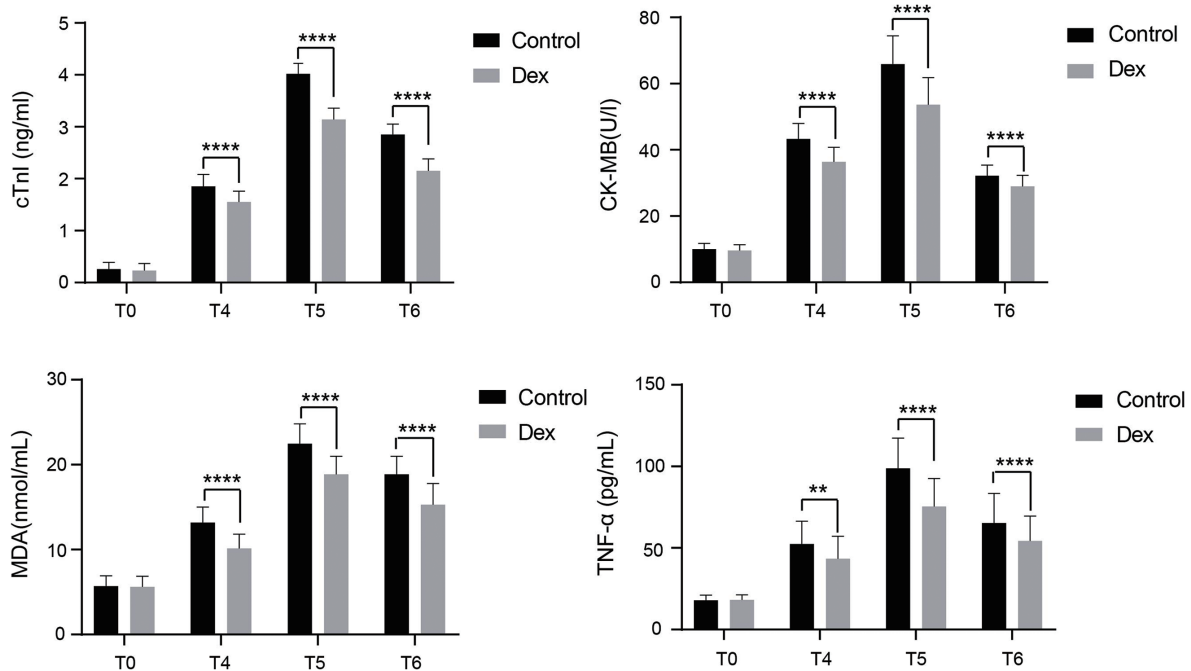 cTnI (ng/ml)
5
4
3
2
1
0
****
****
****
T0 T4 T5 T6
Control
Dex
CK-MB(U/l)
80
60
40
20
0
****
****
****
T0 T4 T5 T6
Control
Dex
MDA(nmol/mL)
30
20
10
0
****
****
****
T0 T4 T5 T6
Control
Dex
TNF-α (pg/mL)
150
100
50
0
**
****
****
T0 T4 T5 T6
Control
Dex